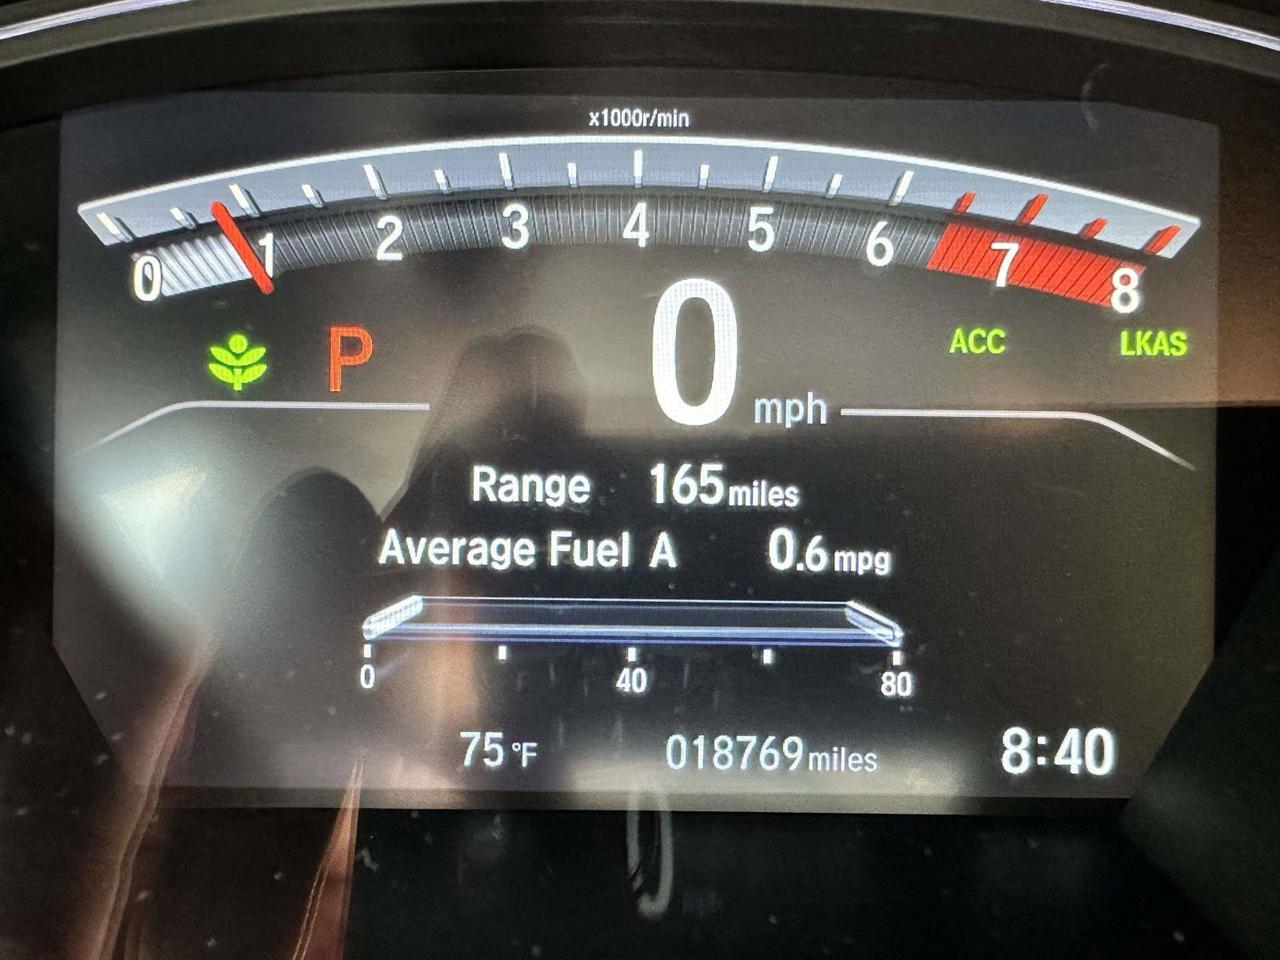 x1000r/min
0 1 2 3 4 5 6 7 8
P 0 mph ACC LKAS
Range 165 miles
Average Fuel A 0.6 mpg
0 40 80
75 °F 018769 miles 8:40